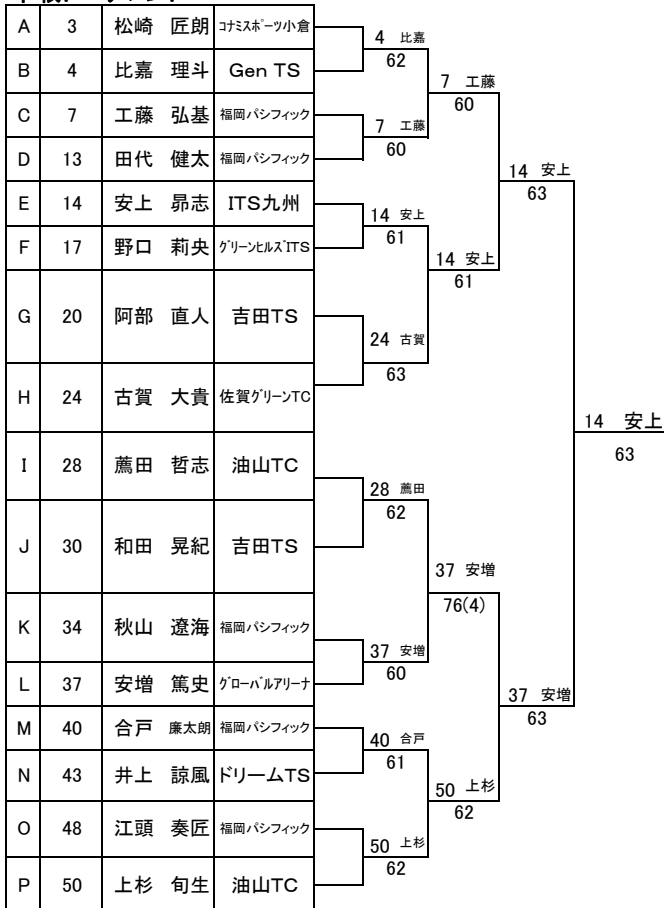 A 3 松崎 匠朗 コナミスポーツ小倉
B 4 比嘉 理斗 Gen TS
C 7 工藤 弘基 福岡パシフィック
D 13 田代 健太 福岡パシフィック
E 14 安上 昴志 ITS九州
F 17 野口 莉央 グリーンヒルズITS
G 20 阿部 直人 吉田TS
H 24 古賀 大貴 佐賀グリーンTC
I 28 薦田 哲志 油山TC
J 30 和田 晃紀 吉田TS
K 34 秋山 遼海 福岡パシフィック
L 37 安増 篤史 グローバルアリーナ
M 40 合戸 廉太朗 福岡パシフィック
N 43 井上 諒風 ドリームTS
O 48 江頭 奏匠 福岡パシフィック
P 50 上杉 旬生 油山TC
4 比嘉
62
7 工藤
60
14 安上
61
24 古賀
63
28 薦田
62
37 安増
60
40 合戸
61
50 上杉
62
7 工藤
60
14 安上
61
37 安増
76(4)
50 上杉
62
14 安上
63
37 安増
63
14 安上
63